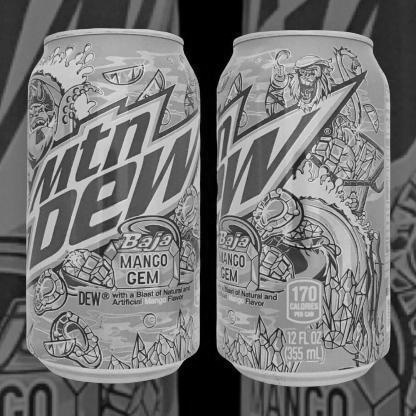 mtn
DEW
Baja
MANGO
GEM
DEW® with a Blast of Natural and
Artificial Mango Flavor
mtn
DEW
®
Baja
MANGO
GEM
with a Blast of Natural and
Artificial Mango Flavor
170
CALORIES
PER CAN
12 FL OZ
(355 mL)